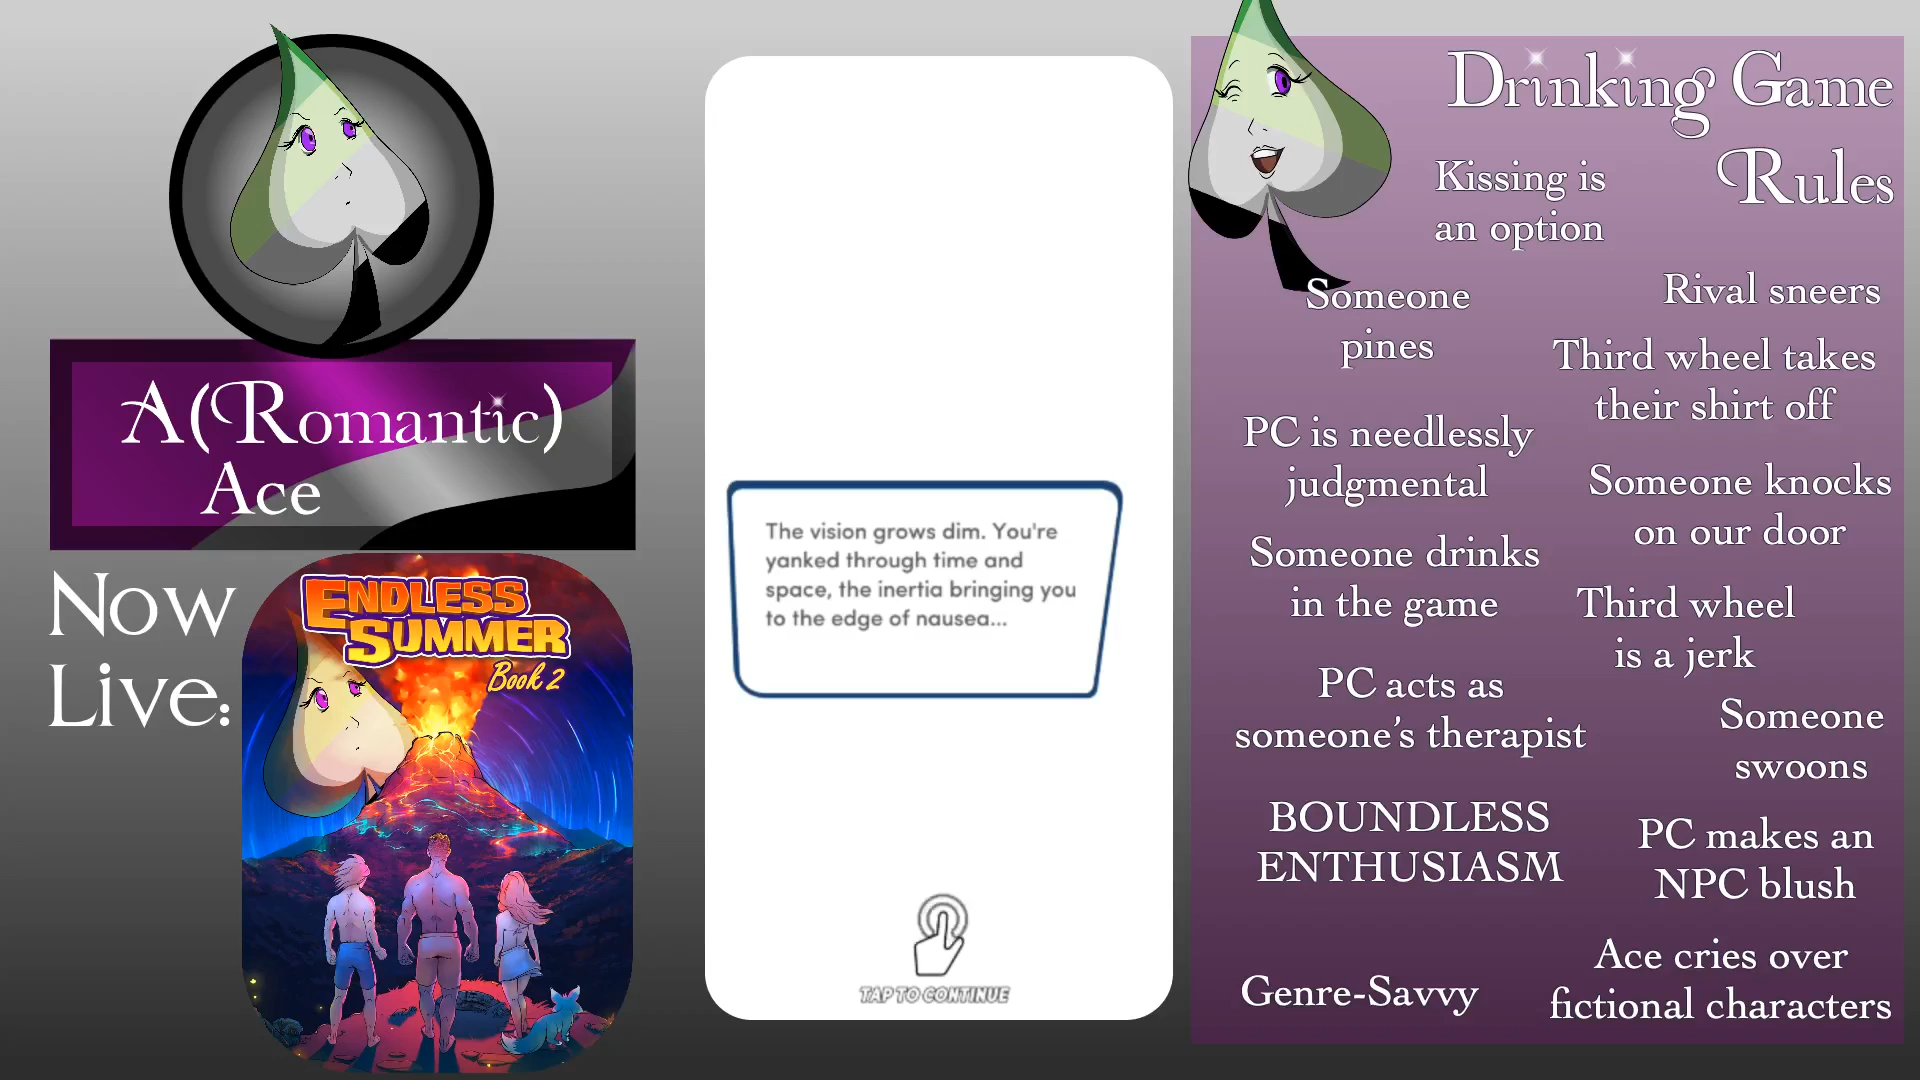 A(Romantic)
Ace
Now
Live:
ENDLESS
SUMMER
Book 2
The vision grows dim. You're
yanked through time and
space, the inertia bringing you
to the edge of nausea...
TAP TO CONTINUE
Drinking Game
Rules
Kissing is
an option
Rival sneers
Someone
pines
Third wheel takes
their shirt off
PC is needlessly
judgmental
Someone knocks
on our door
Someone drinks
in the game
Third wheel
is a jerk
PC acts as
someone's therapist
Someone
swoons
BOUNDLESS
ENTHUSIASM
PC makes an
NPC blush
Genre-Savvy
Ace cries over
fictional characters